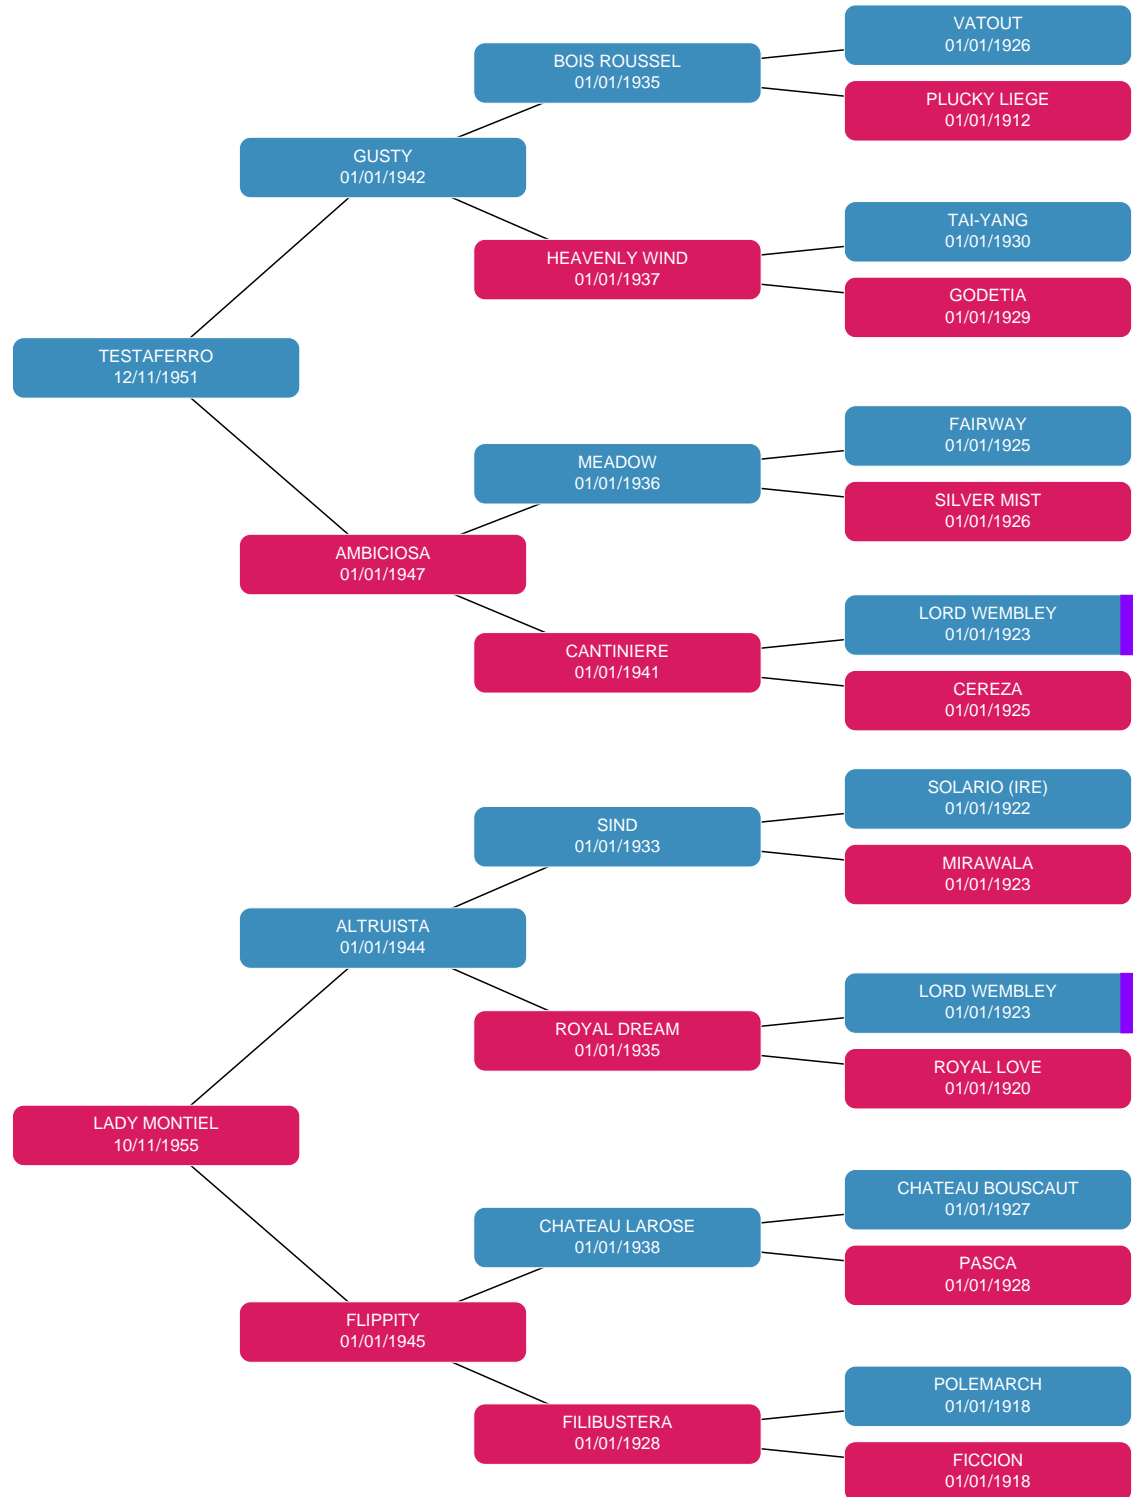 VATOUT
01/01/1926
BOIS ROUSSEL
01/01/1935
PLUCKY LIEGE
01/01/1912
GUSTY
01/01/1942
TAI-YANG
01/01/1930
HEAVENLY WIND
01/01/1937
GODETIA
01/01/1929
TESTAFERRO
12/11/1951
FAIRWAY
01/01/1925
MEADOW
01/01/1936
SILVER MIST
01/01/1926
AMBICIOSA
01/01/1947
LORD WEMBLEY
01/01/1923
CANTINIERE
01/01/1941
CEREZA
01/01/1925
SOLARIO (IRE)
01/01/1922
SIND
01/01/1933
MIRAWALA
01/01/1923
ALTRUISTA
01/01/1944
LORD WEMBLEY
01/01/1923
ROYAL DREAM
01/01/1935
ROYAL LOVE
01/01/1920
LADY MONTIEL
10/11/1955
CHATEAU BOUSCAUT
01/01/1927
CHATEAU LAROSE
01/01/1938
PASCA
01/01/1928
FLIPPITY
01/01/1945
POLEMARCH
01/01/1918
FILIBUSTERA
01/01/1928
FICCION
01/01/1918